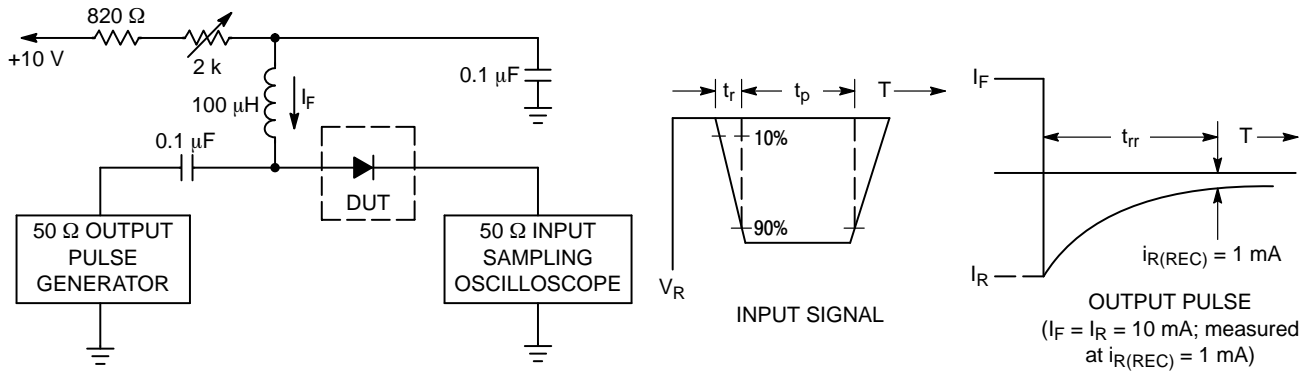 820 Ω
+10 V
2 k
0.1 µF
100 µH
I_F
0.1 µF
DUT
50 Ω OUTPUT
PULSE
GENERATOR
50 Ω INPUT
SAMPLING
OSCILLOSCOPE
t_r
t_p
T
10%
90%
V_R
INPUT SIGNAL
I_F
t_rr
T
i_R(REC) = 1 mA
I_R
OUTPUT PULSE
(I_F = I_R = 10 mA; measured
at i_R(REC) = 1 mA)